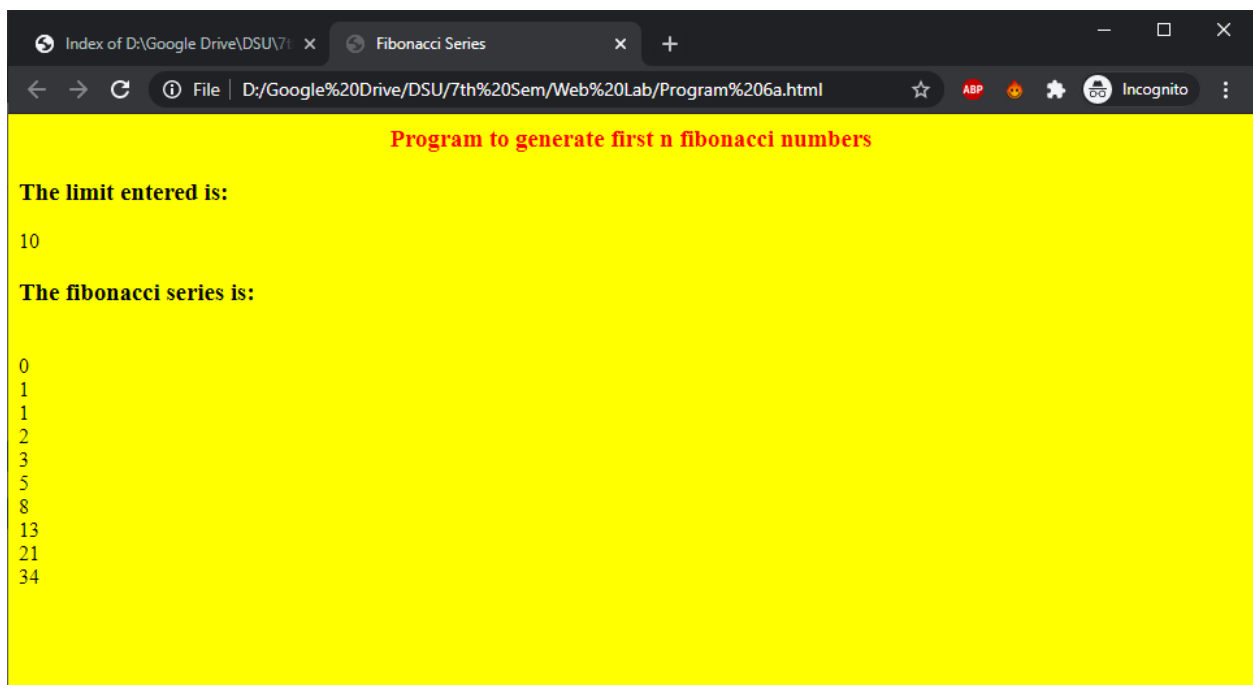 Index of D:\Google Drive\DSU\7t
Fibonacci Series
File
D:/Google%20Drive/DSU/7th%20Sem/Web%20Lab/Program%206a.html
ABP
Incognito
Program to generate first n fibonacci numbers
The limit entered is:
10
The fibonacci series is:
0
1
1
2
3
5
8
13
21
34